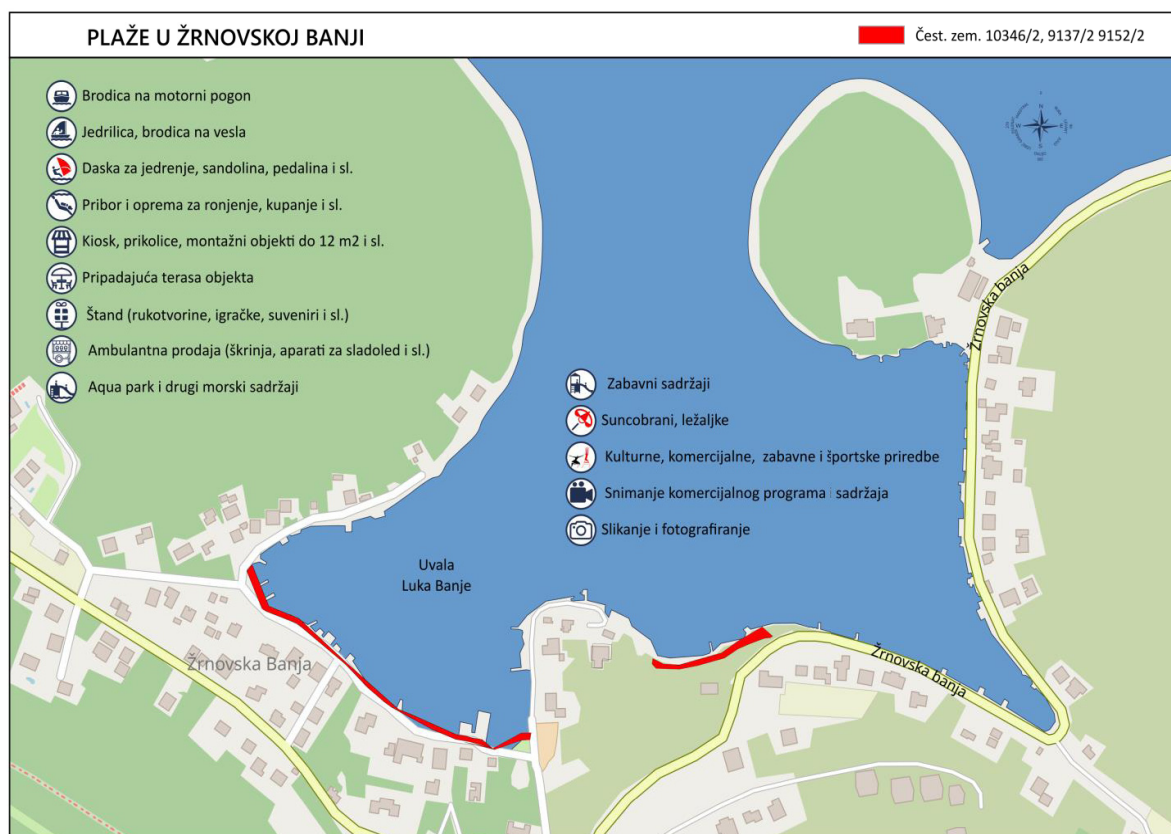 PLAŽE U ŽRNOVSKOJ BANJI
Čest. zem. 10346/2, 9137/2 9152/2
Brodica na motorni pogon
Jedrilica, brodica na vesla
Daska za jedrenje, sandolina, pedalina i sl.
Pribor i oprema za ronjenje, kupanje i sl.
Kiosk, prikolice, montažni objekti do 12 m2 i sl.
Pripadajuća terasa objekta
Štand (rukotvorine, igračke, suveniri i sl.)
Ambulantna prodaja (škrinja, aparati za sladoled i sl.)
Aqua park i drugi morski sadržaji
Zabavni sadržaji
Suncobrani, ležaljke
Kulturne, komercijalne, zabavne i športske priredbe
Snimanje komercijalnog programa i sadržaja
Slikanje i fotografiranje
N
W
E
S
Žrnovska banja
Uvala
Luka Banje
Žrnovska Banja
Žrnovska banja